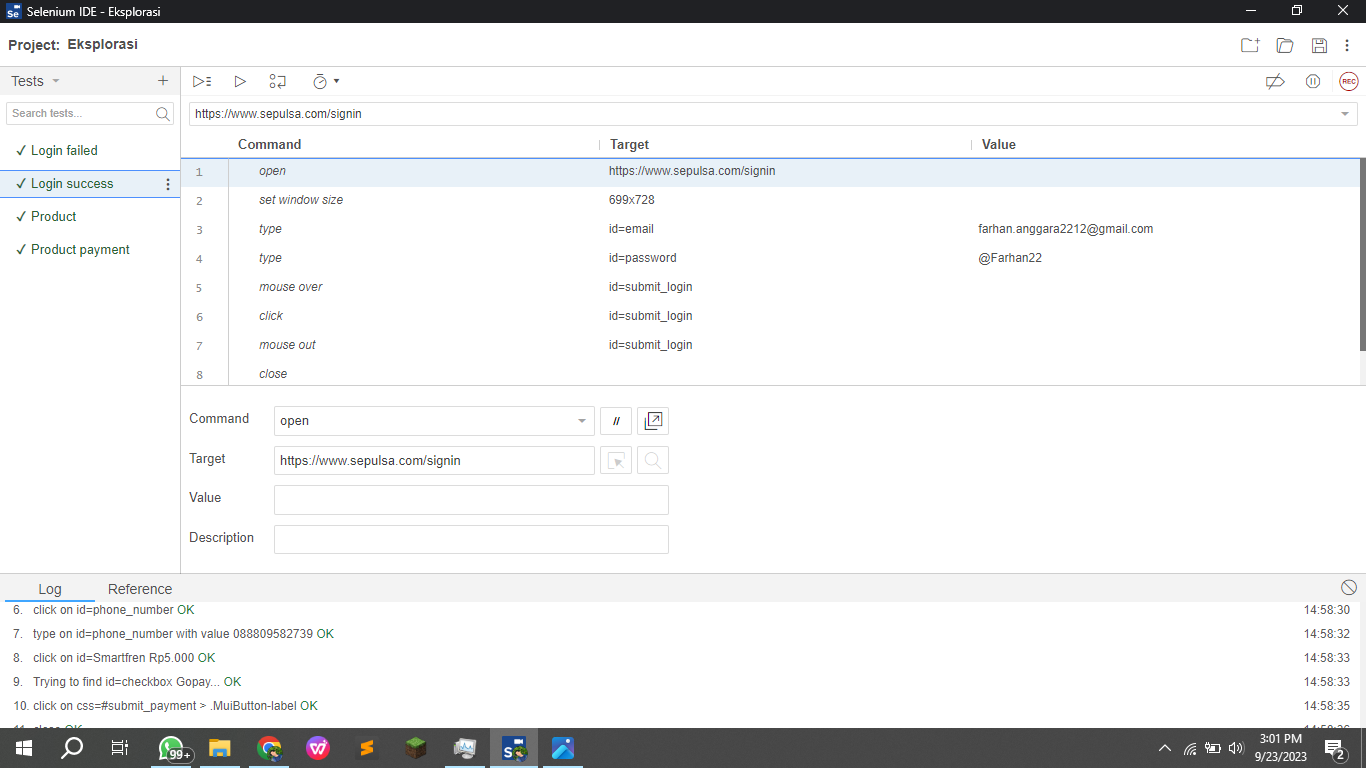 Selenium IDE - Eksplorasi
Project: Eksplorasi
Tests
Search tests...
✓ Login failed
✓ Login success
✓ Product
✓ Product payment
REC
https://www.sepulsa.com/signin
Command Target Value
1 open https://www.sepulsa.com/signin
2 set window size 699x728
3 type id=email farhan.anggara2212@gmail.com
4 type id=password @Farhan22
5 mouse over id=submit_login
6 click id=submit_login
7 mouse out id=submit_login
8 close
Command open //
Target https://www.sepulsa.com/signin
Value
Description
Log Reference
6. click on id=phone_number OK 14:58:30
7. type on id=phone_number with value 088809582739 OK 14:58:32
8. click on id=Smartfren Rp5.000 OK 14:58:33
9. Trying to find id=checkbox Gopay... OK 14:58:33
10. click on css=#submit_payment > .MuiButton-label OK 14:58:35
99+
3:01 PM
9/23/2023
2